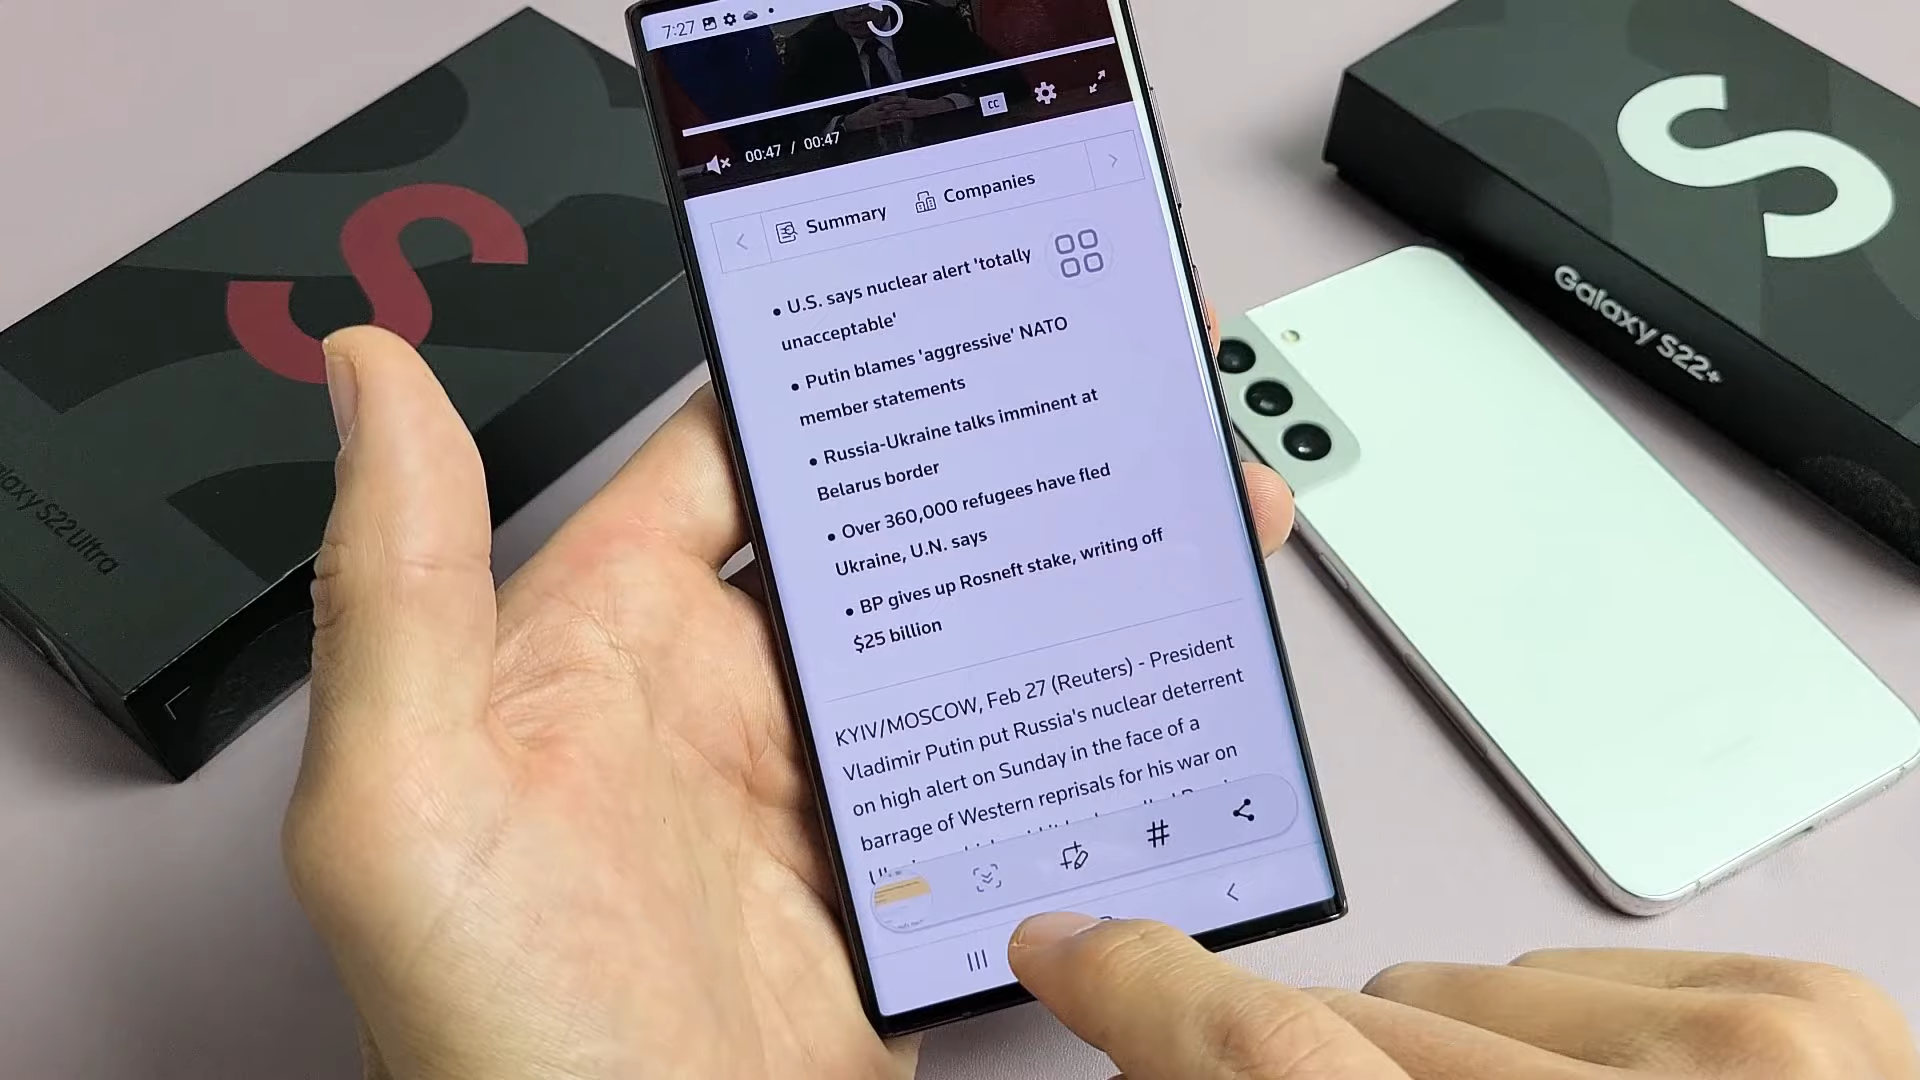 7:27
CC
00:47 / 00:47
Summary
Companies
• U.S. says nuclear alert 'totally
unacceptable'
• Putin blames 'aggressive' NATO
member statements
• Russia-Ukraine talks imminent at
Belarus border
• Over 360,000 refugees have fled
Ukraine, U.N. says
• BP gives up Rosneft stake, writing off
$25 billion
KYIV/MOSCOW, Feb 27 (Reuters) - President
Vladimir Putin put Russia's nuclear deterrent
on high alert on Sunday in the face of a
barrage of Western reprisals for his war on
#
S
alaxy S22 Ultra
S
Galaxy S22+